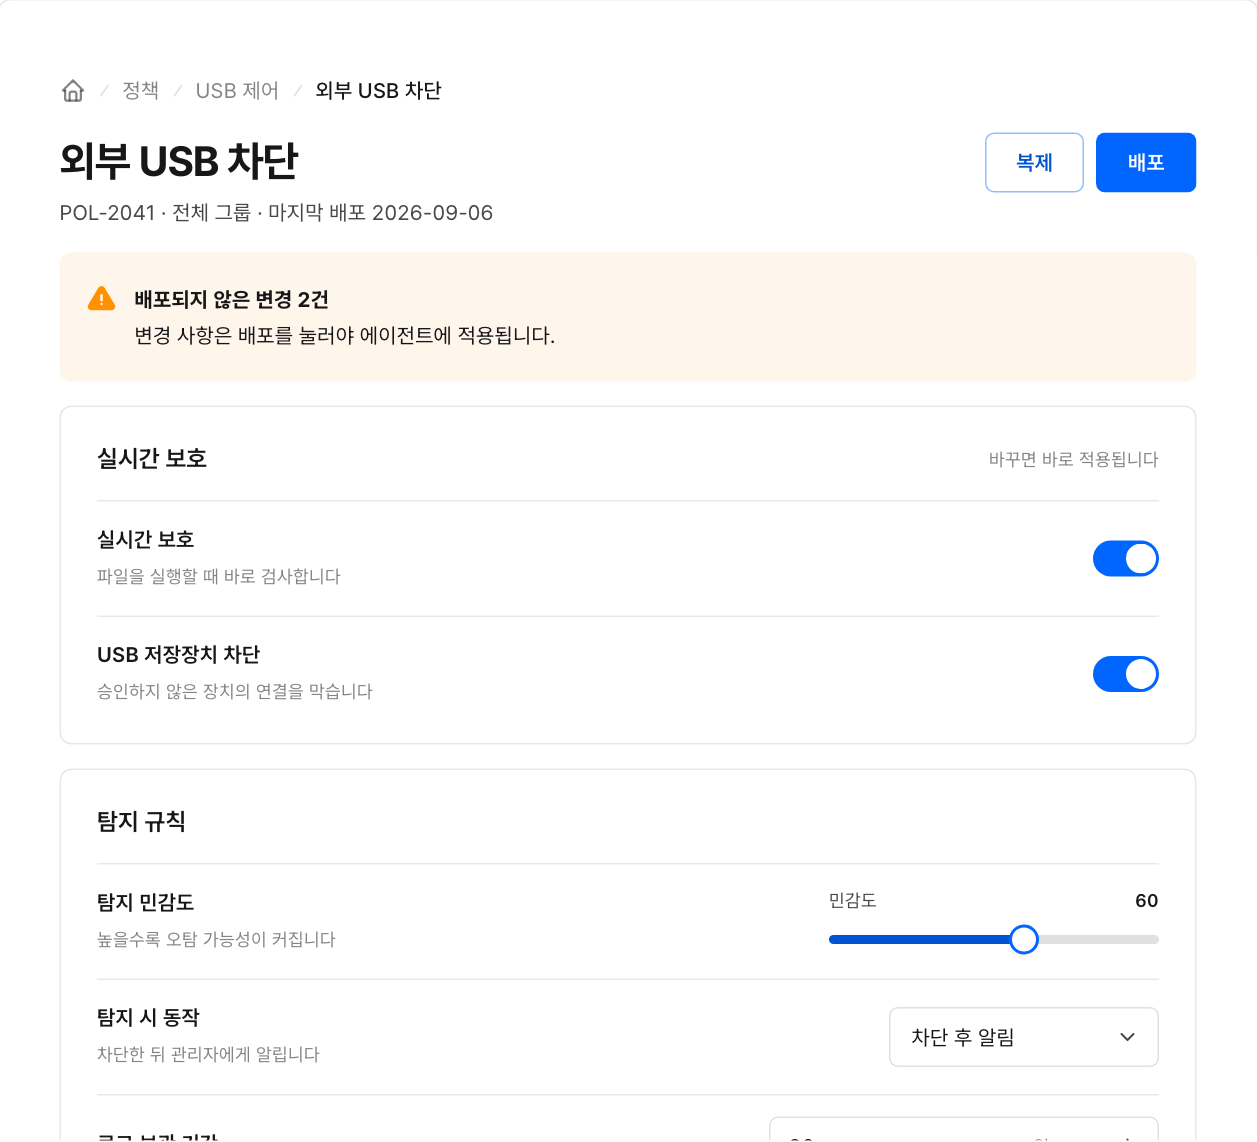 정책 / USB 제어 / 외부 USB 차단
외부 USB 차단
복제
배포
POL-2041 · 전체 그룹 · 마지막 배포 2026-09-06
배포되지 않은 변경 2건
변경 사항은 배포를 눌러야 에이전트에 적용됩니다.
실시간 보호
바꾸면 바로 적용됩니다
실시간 보호
파일을 실행할 때 바로 검사합니다
USB 저장장치 차단
승인하지 않은 장치의 연결을 막습니다
탐지 규칙
탐지 민감도
높을수록 오탐 가능성이 커집니다
민감도 60
탐지 시 동작
차단한 뒤 관리자에게 알립니다
차단 후 알림